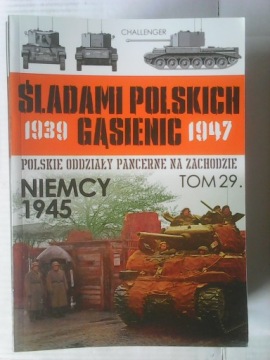 CHALLENGER
ŚLADAMI POLSKICH
1939 GĄSIENIC 1947
POLSKIE ODDZIAŁY PANCERNE NA ZACHODZIE
NIEMCY TOM 29.
1945